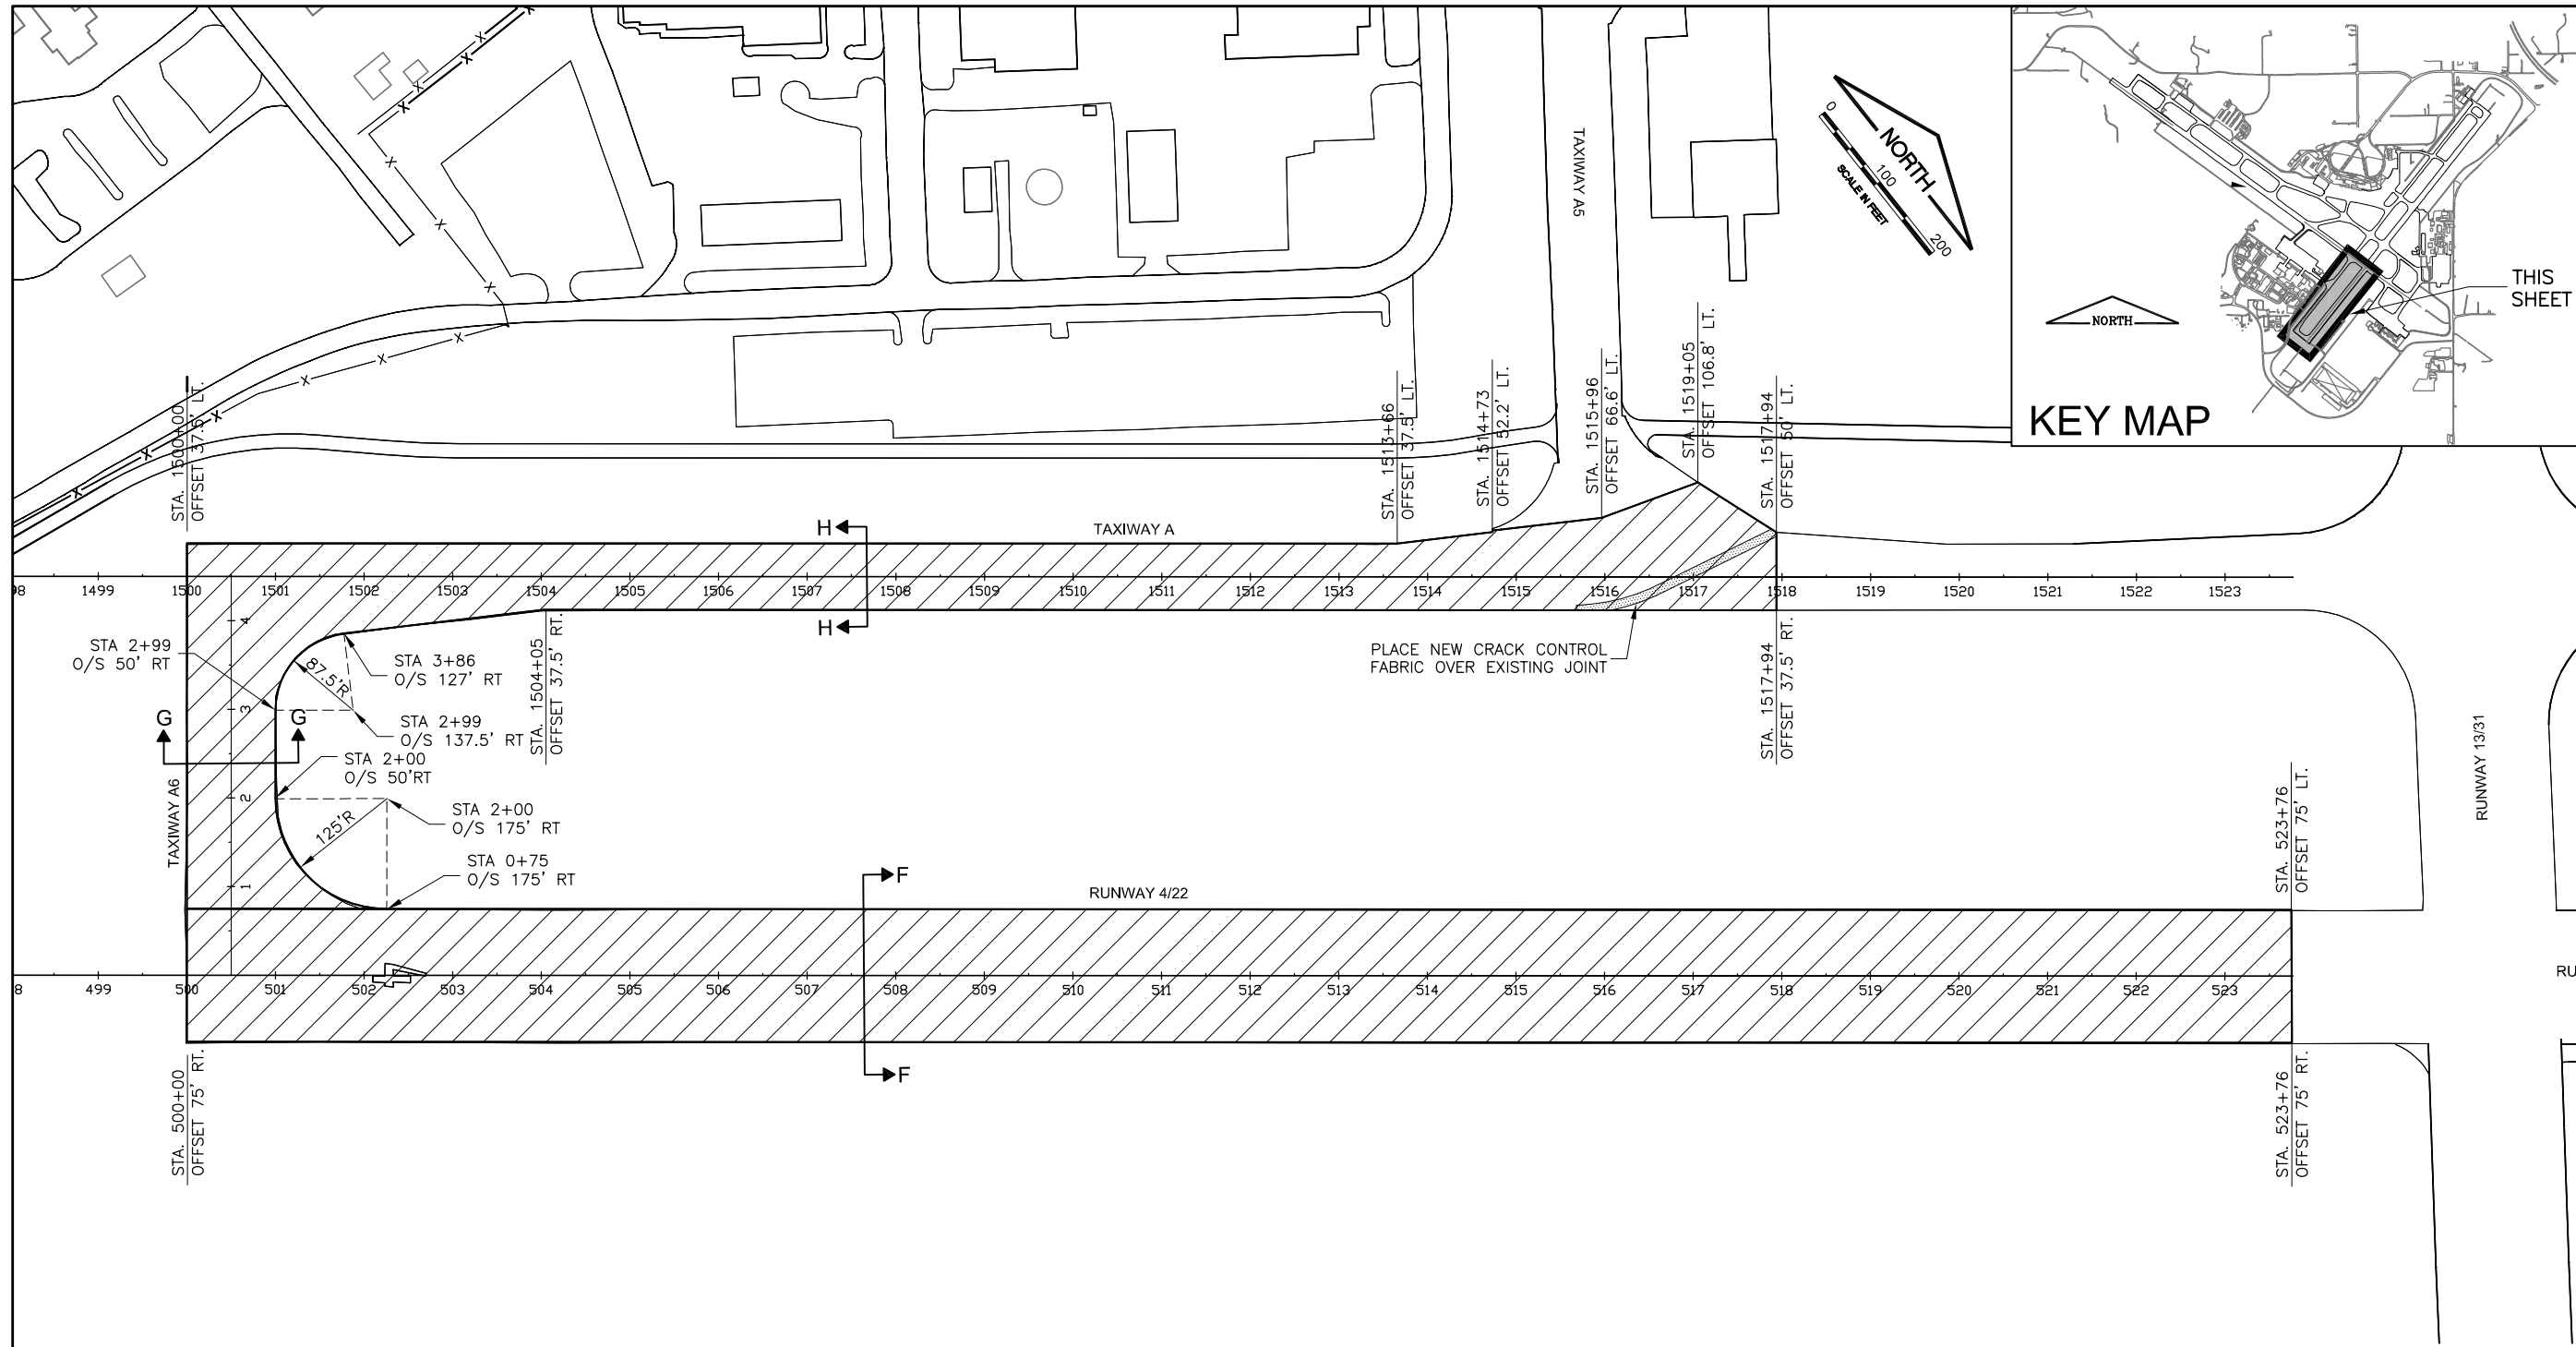 TAXIWAY A5
0
100
200
SCALE IN FEET
NORTH
NORTH
THIS
SHEET
KEY MAP
STA. 1500+00
OFFSET 37.5' LT.
STA. 1513+66
OFFSET 37.5' LT.
STA. 1514+73
OFFSET 52.2' LT.
STA. 1515+96
OFFSET 66.6' LT.
STA. 1519+05
OFFSET 106.8' LT.
STA. 1517+94
OFFSET 50' LT.
H
TAXIWAY A
98 1499 1500 1501 1502 1503 1504 1505 1506 1507 1508 1509 1510 1511 1512 1513 1514 1515 1516 1517 1518 1519 1520 1521 1522 1523
H
4
3
2
1
STA 2+99
O/S 50' RT
87.5'R
STA 3+86
O/S 127' RT
STA 2+99
O/S 137.5' RT
STA. 1504+05
OFFSET 37.5' RT.
G
G
STA 2+00
O/S 50'RT
125'R
STA 2+00
O/S 175' RT
STA 0+75
O/S 175' RT
TAXIWAY A6
PLACE NEW CRACK CONTROL
FABRIC OVER EXISTING JOINT
STA. 1517+94
OFFSET 37.5' RT.
RUNWAY 13/31
STA. 523+76
OFFSET 75' LT.
F
RUNWAY 4/22
RU
8 499 500 501 502 503 504 505 506 507 508 509 510 511 512 513 514 515 516 517 518 519 520 521 522 523
F
STA. 500+00
OFFSET 75' RT.
STA. 523+76
OFFSET 75' RT.